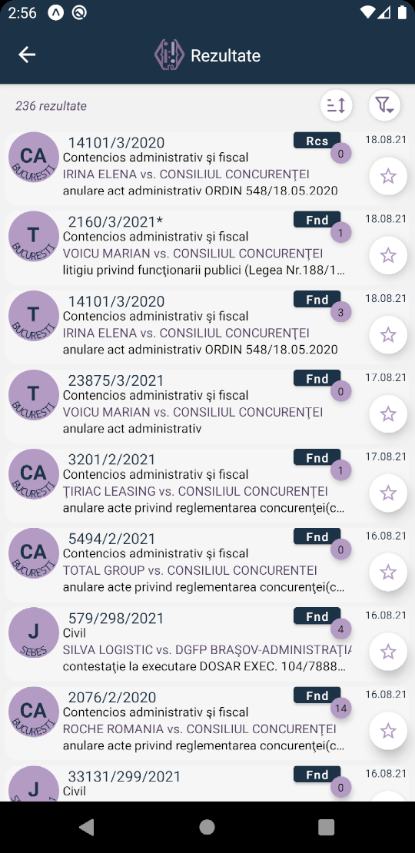 2:56
Rezultate
236 rezultate
CA
BUCUREȘTI
14101/3/2020
Rcs
0
18.08.21
Contencios administrativ şi fiscal
IRINA ELENA vs. CONSILIUL CONCURENŢEI
anulare act administrativ ORDIN 548/18.05.2020
T
BUCUREȘTI
2160/3/2021*
Fnd
1
18.08.21
Contencios administrativ şi fiscal
VOICU MARIAN vs. CONSILIUL CONCURENŢEI
litigiu privind funcţionarii publici (Legea Nr.188/1...
T
BUCUREȘTI
14101/3/2020
Fnd
3
18.08.21
Contencios administrativ şi fiscal
IRINA ELENA vs. CONSILIUL CONCURENŢEI
anulare act administrativ ORDIN 548/18.05.2020
T
BUCUREȘTI
23875/3/2021
Fnd
0
17.08.21
Contencios administrativ şi fiscal
VOICU MARIAN vs. CONSILIUL CONCURENŢEI
anulare act administrativ
CA
BUCUREȘTI
3201/2/2021
Fnd
1
17.08.21
Contencios administrativ şi fiscal
ŢIRIAC LEASING vs. CONSILIUL CONCURENŢEI
anulare acte privind reglementarea concurenţei(c...
CA
BUCUREȘTI
5494/2/2021
Fnd
0
16.08.21
Contencios administrativ şi fiscal
TOTAL GROUP vs. CONSILIUL CONCURENTEI
anulare acte privind reglementarea concurenţei(c...
J
SEBEȘ
579/298/2021
Fnd
4
16.08.21
Civil
SILVA LOGISTIC vs. DGFP BRAŞOV-ADMINISTRAŢIA
contestaţie la executare DOSAR EXEC. 104/7888...
CA
BUCUREȘTI
2076/2/2020
Fnd
14
16.08.21
Contencios administrativ şi fiscal
ROCHE ROMANIA vs. CONSILIUL CONCURENŢEI
anulare acte privind reglementarea concurenţei(c...
J
33131/299/2021
Fnd
0
16.08.21
Civil